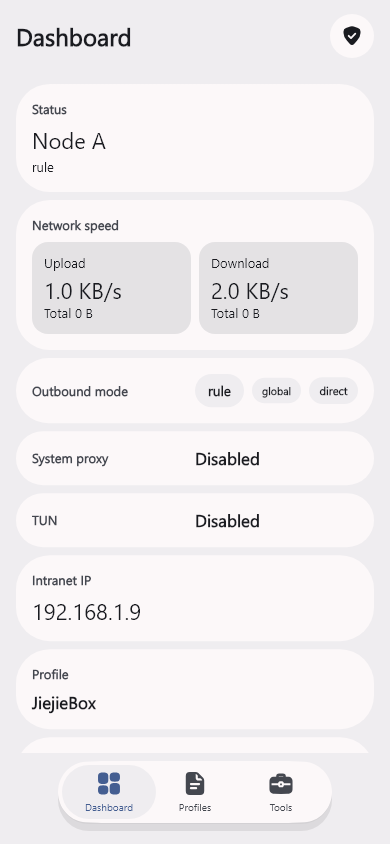 Dashboard
Status
Node A
rule
Network speed
Upload
1.0 KB/s
Total 0 B
Download
2.0 KB/s
Total 0 B
Outbound mode
rule
global
direct
System proxy
Disabled
TUN
Disabled
Intranet IP
192.168.1.9
Profile
JiejieBox
Dashboard
Profiles
Tools